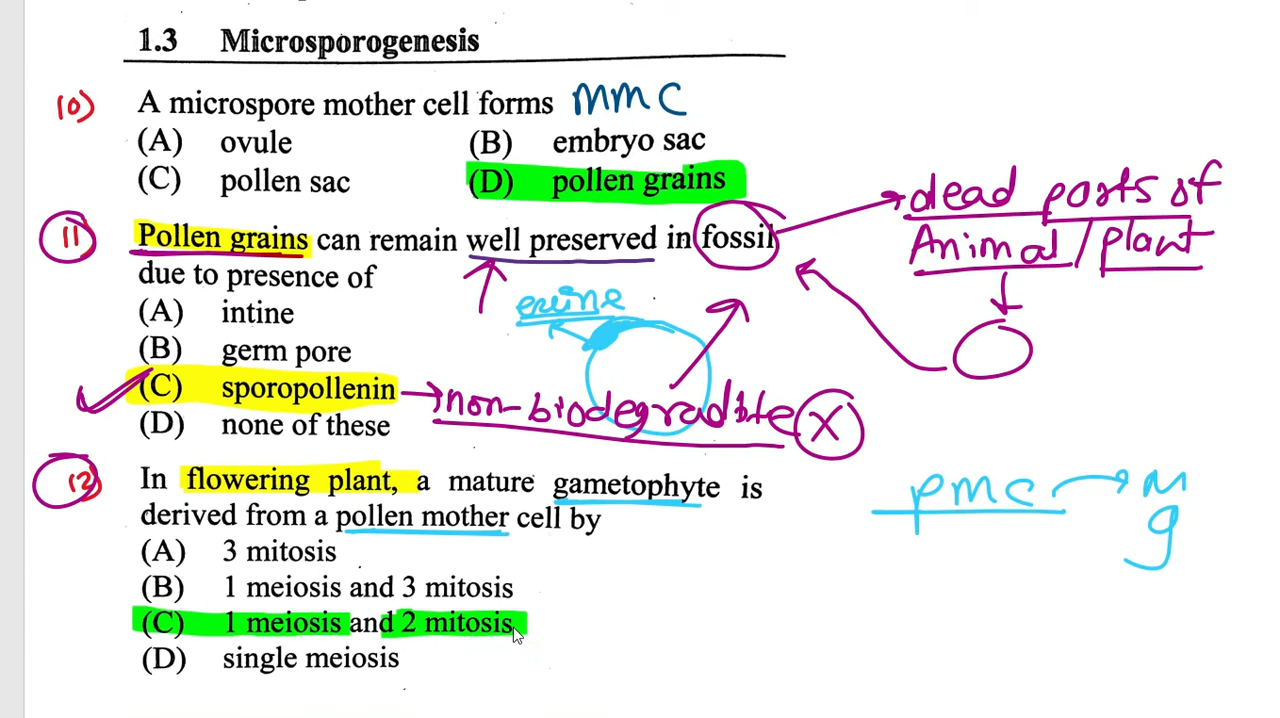 1.3 Microsporogenesis
10) A microspore mother cell forms MMC
(A) ovule (B) embryo sac
(C) pollen sac (D) pollen grains
11) Pollen grains can remain well preserved in fossil
due to presence of
(A) intine
(B) germ pore
(C) sporopollenin
(D) none of these
dead parts of
Animal / plant
exine
non-biodegradable X
12) In flowering plant, a mature gametophyte is
derived from a pollen mother cell by
(A) 3 mitosis
(B) 1 meiosis and 3 mitosis
(C) 1 meiosis and 2 mitosis
(D) single meiosis
pmc → m
g